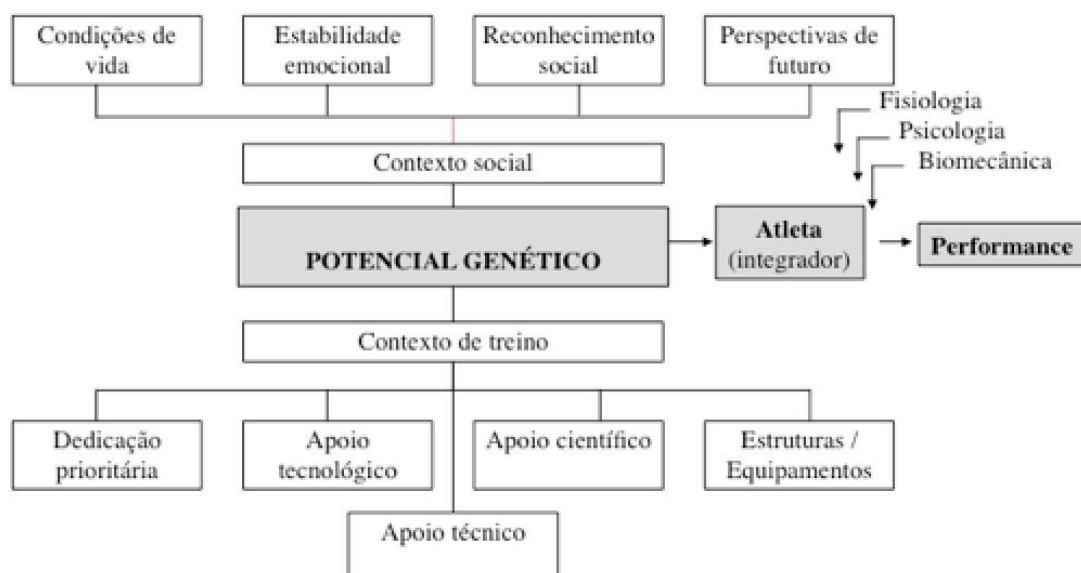 Condições de
vida
Estabilidade
emocional
Reconhecimento
social
Perspectivas de
futuro
Fisiologia
Psicologia
Biomecânica
Contexto social
POTENCIAL GENÉTICO
Atleta
(integrador)
Performance
Contexto de treino
Dedicação
prioritária
Apoio
tecnológico
Apoio científico
Estruturas /
Equipamentos
Apoio técnico